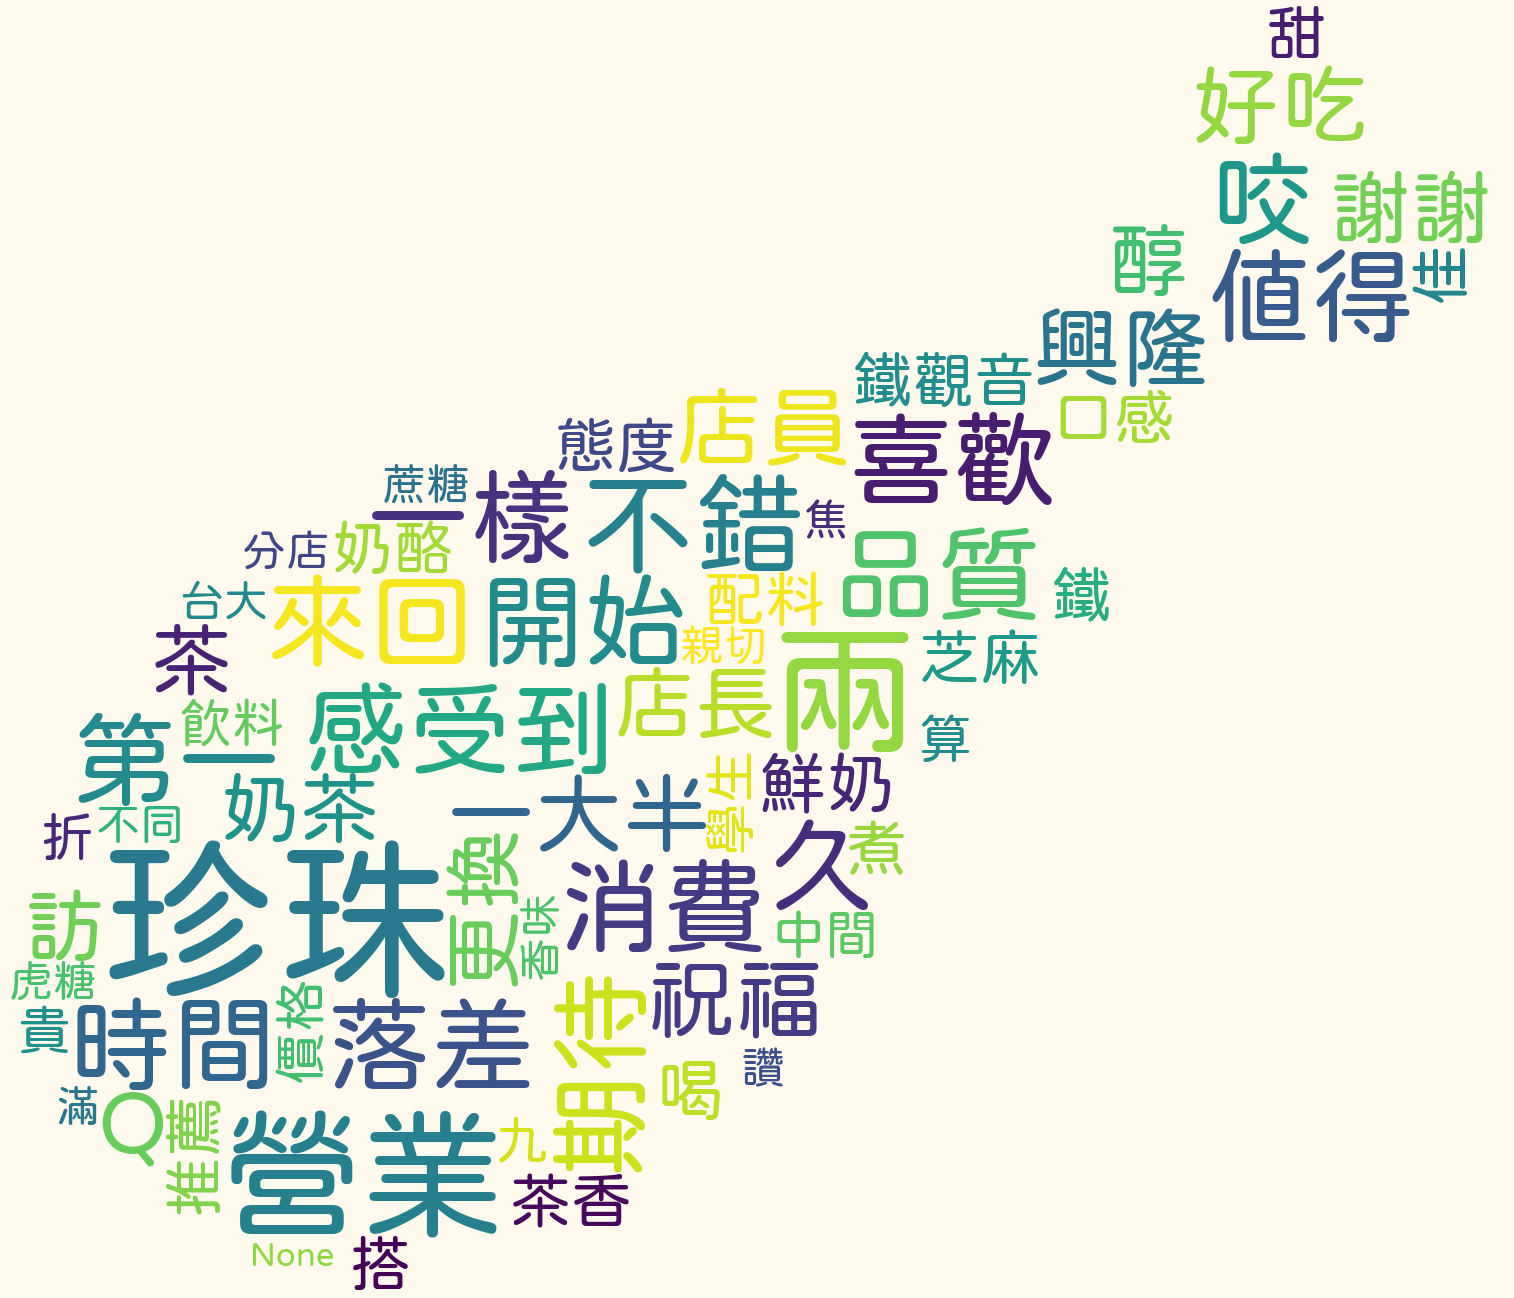 甜
好吃
咬
謝謝
醇
值得
佳
興隆
鐵觀音
口感
店員
態度
喜歡
蔗糖
一樣
不錯
焦
分店
奶酪
品質
鐵
台大
來回
開始
配料
茶
親切
兩
芝麻
飲料
感受到
店長
第一
算
奶茶
一大半
學生
鮮奶
折
不同
久
煮
珍珠
更換
消費
訪
香味
中間
虎糖
祝福
貴
時間
價格
落差
期待
讚
喝
滿
Q
推薦
營業
九
茶香
None
搭